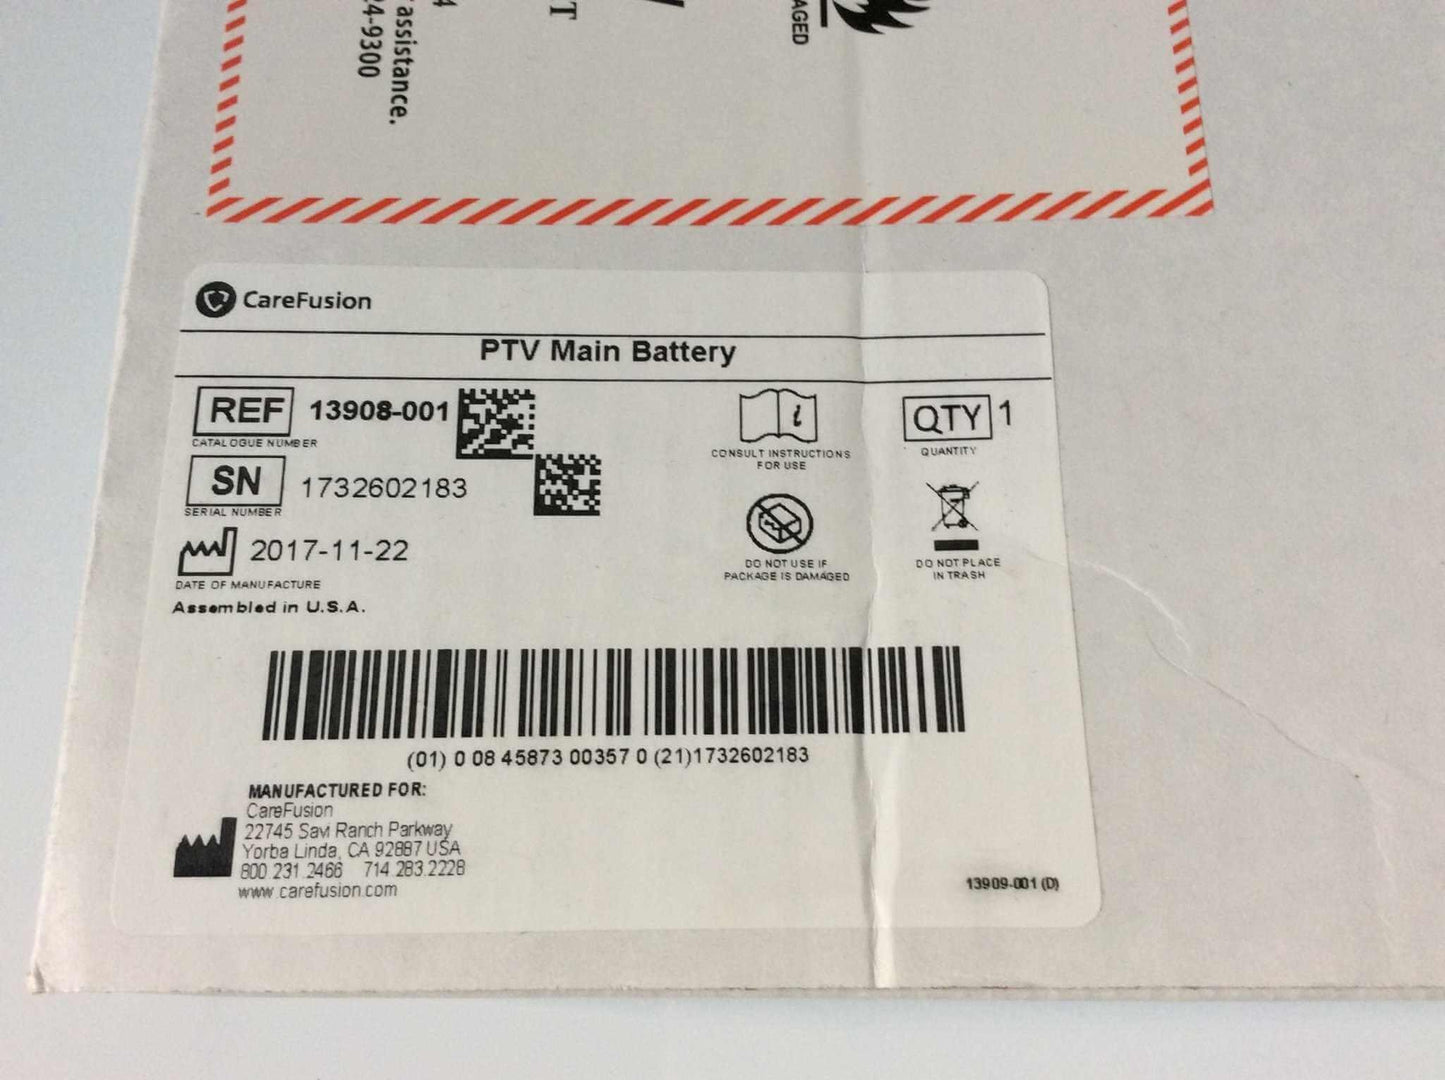 assistance.
24-9300
4
T
AGED
CareFusion
PTV Main Battery
REF 13908-001
CATALOGUE NUMBER
SN 1732602183
SERIAL NUMBER
2017-11-22
DATE OF MANUFACTURE
Assembled in U.S.A.
i
CONSULT INSTRUCTIONS
FOR USE
QTY 1
QUANTITY
DO NOT USE IF
PACKAGE IS DAMAGED
DO NOT PLACE
IN TRASH
(01) 0 08 45873 00357 0 (21)1732602183
MANUFACTURED FOR:
CareFusion
22745 Savi Ranch Parkway
Yorba Linda, CA 92887 USA
800.231.2466 714.283.2228
www.carefusion.com
13909-001 (D)